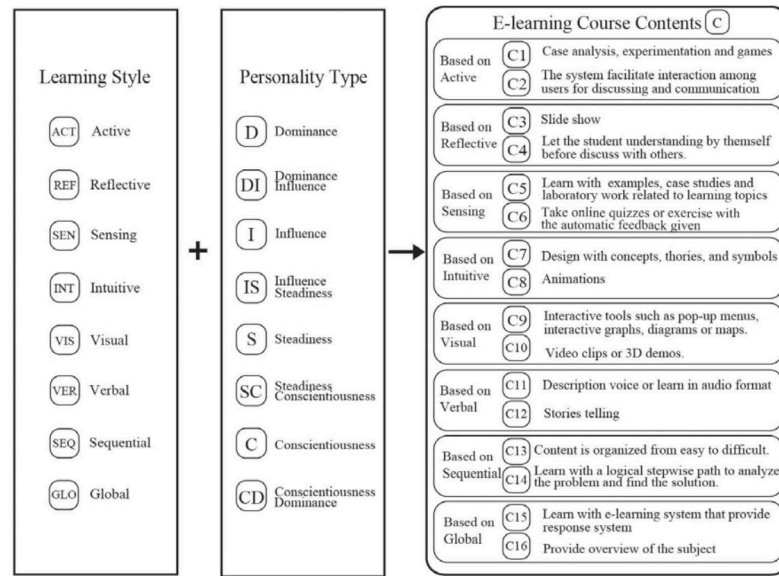 Learning Style
ACT Active
REF Reflective
SEN Sensing
INT Intuitive
VIS Visual
VER Verbal
SEQ Sequential
GLO Global
+
Personality Type
D Dominance
DI Dominance
Influence
I Influence
IS Influence
Steadiness
S Steadiness
SC Steadiness
Conscientiousness
C Conscientiousness
CD Conscientiousness
Dominance
E-learning Course Contents C
Based on
Active
C1 Case analysis, experimentation and games
C2 The system facilitate interaction among
users for discussing and communication
Based on
Reflective
C3 Slide show
C4 Let the student understanding by themself
before discuss with others.
Based on
Sensing
C5 Learn with examples, case studies and
laboratory work related to learning topics
C6 Take online quizzes or exercise with
the automatic feedback given
Based on
Intuitive
C7 Design with concepts, thories, and symbols
C8 Animations
Based on
Visual
C9 Interactive tools such as pop-up menus,
interactive graphs, diagrams or maps.
C10 Video clips or 3D demos.
Based on
Verbal
C11 Description voice or learn in audio format
C12 Stories telling
Based on
Sequential
C13 Content is organized from easy to difficult.
C14 Learn with a logical stepwise path to analyze
the problem and find the solution.
Based on
Global
C15 Learn with e-learning system that provide
response system
C16 Provide overview of the subject